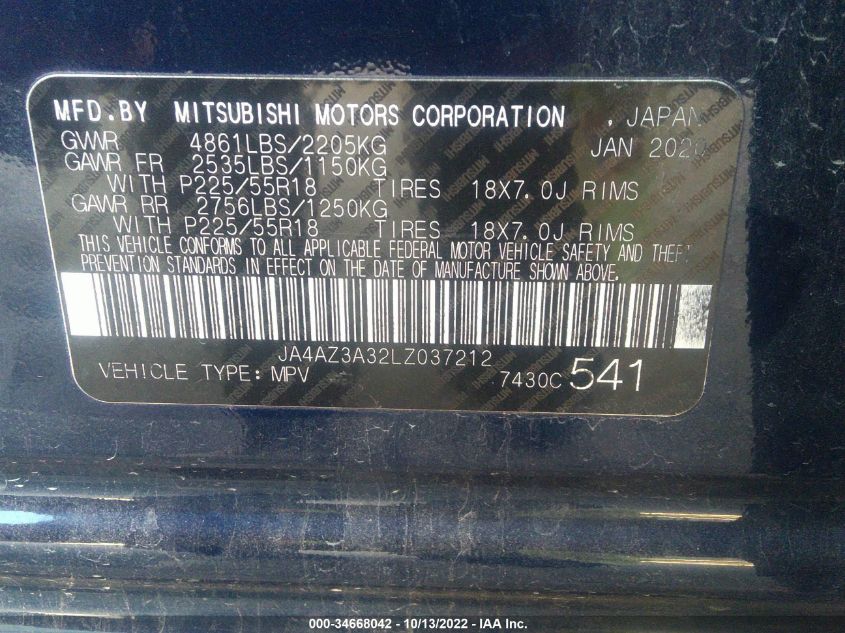 MFD.BY MITSUBISHI MOTORS CORPORATION , JAPAN
GVWR 4861LBS/2205KG JAN 2020
GAWR FR 2535LBS/1150KG
WITH P225/55R18 TIRES 18X7.0J RIMS
GAWR RR 2756LBS/1250KG
WITH P225/55R18 TIRES 18X7.0J RIMS
THIS VEHICLE CONFORMS TO ALL APPLICABLE FEDERAL MOTOR VEHICLE SAFETY AND THEFT
PREVENTION STANDARDS IN EFFECT ON THE DATE OF MANUFACTURE SHOWN ABOVE.
JA4AZ3A32LZ037212
VEHICLE TYPE: MPV 7430C 541
000-34668042 - 10/13/2022 - IAA Inc.